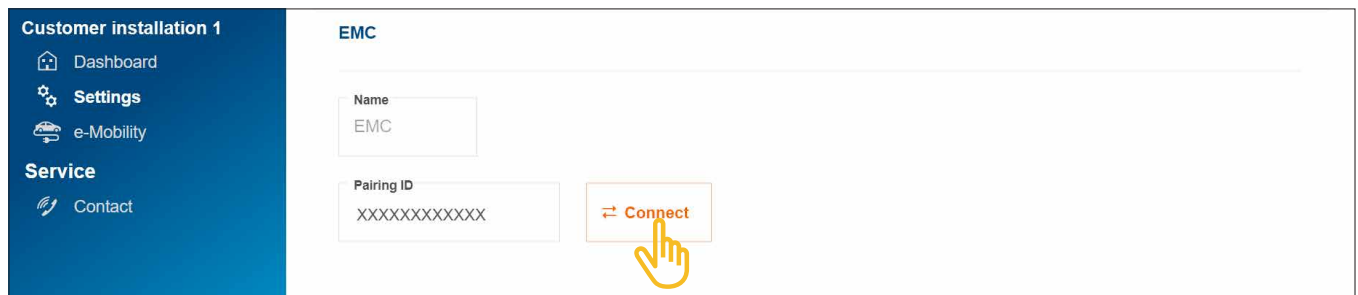 Customer installation 1
Dashboard
Settings
e-Mobility
Service
Contact
EMC
Name
EMC
Pairing ID
XXXXXXXXXXXX
Connect